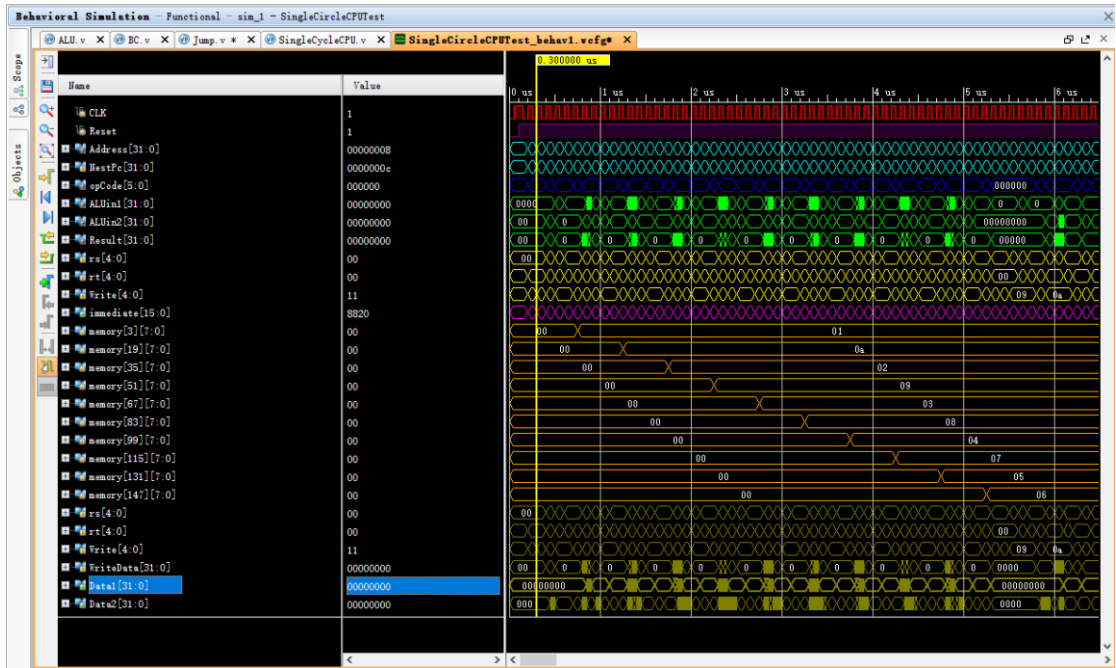 Behavioral Simulation - Functional - sim_1 - SingleCircleCPUTest
ALU.v BC.v Jump.v * SingleCycleCPU.v SingleCircleCPUTest_behav1.wcfg*
Scope
Objects
0.300000 us
Name Value
0 us 1 us 2 us 3 us 4 us 5 us 6 us
CLK 1
Reset 1
Address[31:0] 00000008
NestPc[31:0] 0000000c
opCode[5:0] 000000 000000
ALUin1[31:0] 00000000 0000 0 0
ALUin2[31:0] 00000000 00 0 00000000
Result[31:0] 00000000 00 0 0 0 0 0 0 0 0 0 0 00000
rs[4:0] 00 00
rt[4:0] 00 00
Write[4:0] 11 09 0a
immediate[15:0] 8820
memory[3][7:0] 00 00 01
memory[19][7:0] 00 00 0a
memory[35][7:0] 00 00 02
memory[51][7:0] 00 00 09
memory[67][7:0] 00 00 03
memory[83][7:0] 00 00 08
memory[99][7:0] 00 00 04
memory[115][7:0] 00 00 07
memory[131][7:0] 00 00 05
memory[147][7:0] 00 00 06
rs[4:0] 00 00
rt[4:0] 00 00
Write[4:0] 11 09 0a
WriteData[31:0] 00000000 00 0 0 0 0 0 0 0 0 0 0 0000
Data1[31:0] 00000000 00000000 00000000
Data2[31:0] 00000000 000 0000